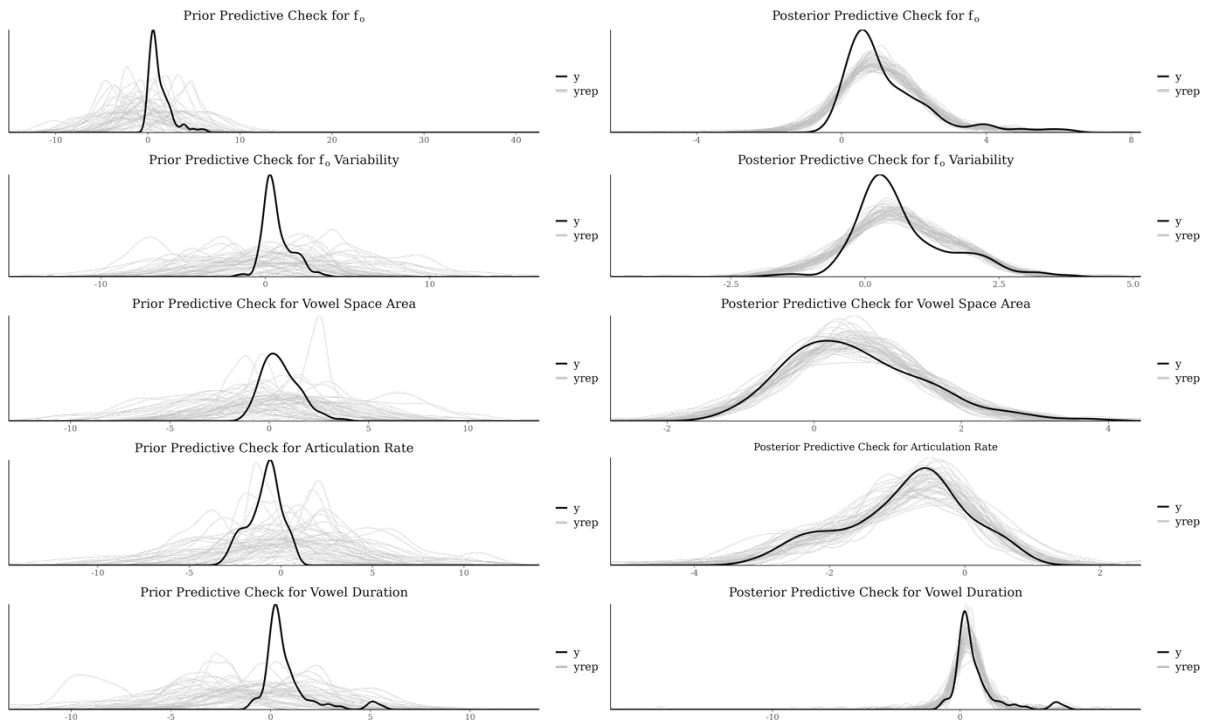 Prior Predictive Check for fₒ
y
yrep
-10 0 10 20 30 40
Posterior Predictive Check for fₒ
y
yrep
-4 0 4 8
Prior Predictive Check for fₒ Variability
y
yrep
-10 0 10
Posterior Predictive Check for fₒ Variability
y
yrep
-2.5 0.0 2.5 5.0
Prior Predictive Check for Vowel Space Area
y
yrep
-10 -5 0 5 10
Posterior Predictive Check for Vowel Space Area
y
yrep
-2 0 2 4
Prior Predictive Check for Articulation Rate
y
yrep
-10 -5 0 5 10
Posterior Predictive Check for Articulation Rate
y
yrep
-4 -2 0 2
Prior Predictive Check for Vowel Duration
y
yrep
-10 -5 0 5 10
Posterior Predictive Check for Vowel Duration
y
yrep
-10 0